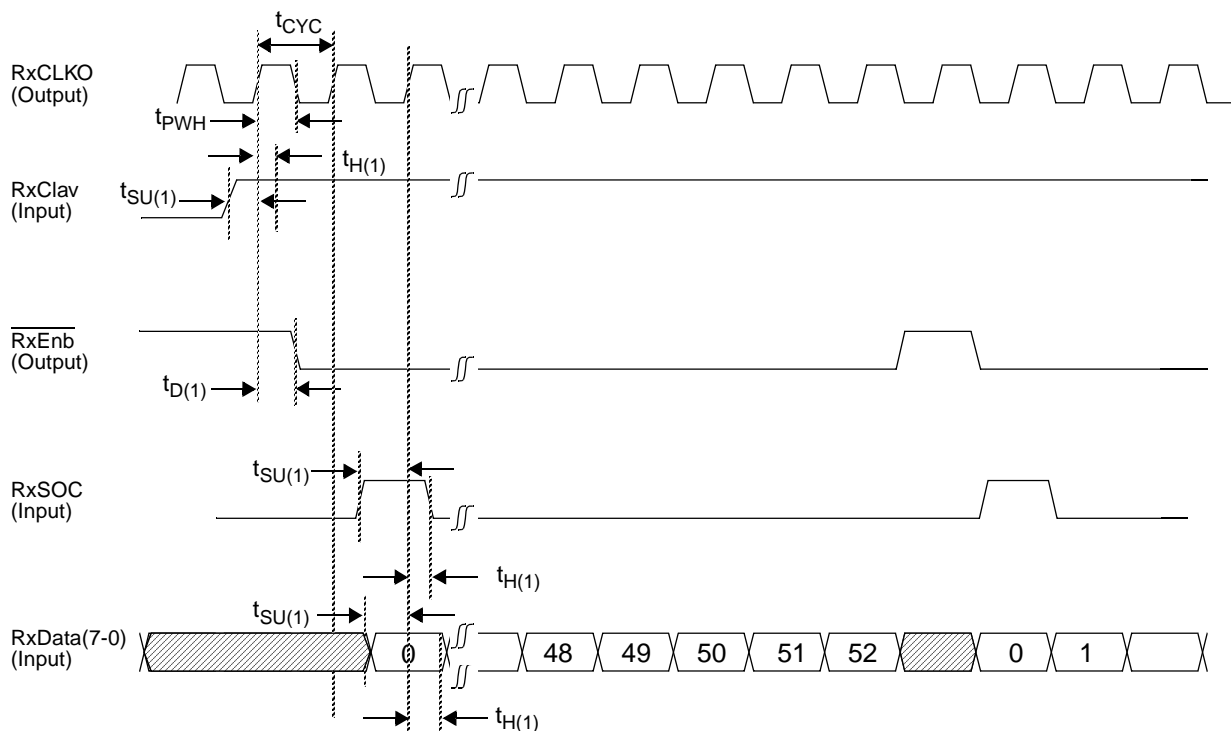 tCYC
RxCLKO
(Output)
tPWH
tH(1)
RxClav
(Input)
tSU(1)
RxEnb
(Output)
tD(1)
tSU(1)
RxSOC
(Input)
tH(1)
tSU(1)
RxData(7-0)
(Input)
0 48 49 50 51 52 0 1
tH(1)